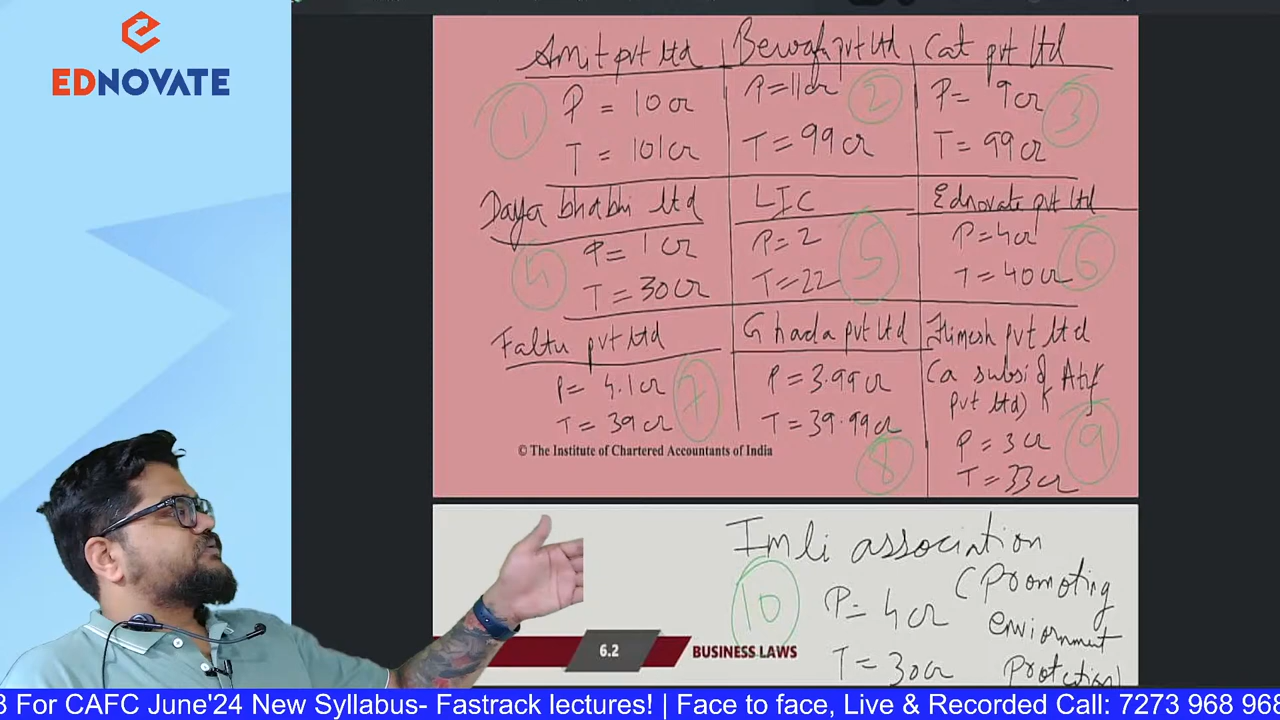 EDNOVATE
Amit pvt ltd
P = 10 cr
T = 101 cr
1
Bewafa pvt ltd
P = 11 cr
T = 99 cr
2
Cat pvt ltd
P = 9 cr
T = 99 cr
3
Daya bhabhi ltd
P = 1 cr
T = 30 cr
4
LIC
P = 2
T = 22
5
Ednovate pvt ltd
P = 4 cr
T = 40 cr
6
Faltu pvt ltd
P = 4.1 cr
T = 39 cr
7
Ghada pvt ltd
P = 3.99 cr
T = 39.99 cr
8
Himesh pvt ltd
(a subsi of Atif
pvt ltd)
P = 3 cr
T = 33 cr
9
© The Institute of Chartered Accountants of India
Imli association
(Promoting
enviornment
protction)
10
P = 4 cr
T = 30 cr
6.2 BUSINESS LAWS
3 For CAFC June'24 New Syllabus- Fastrack lectures! | Face to face, Live & Recorded Call: 7273 968 968